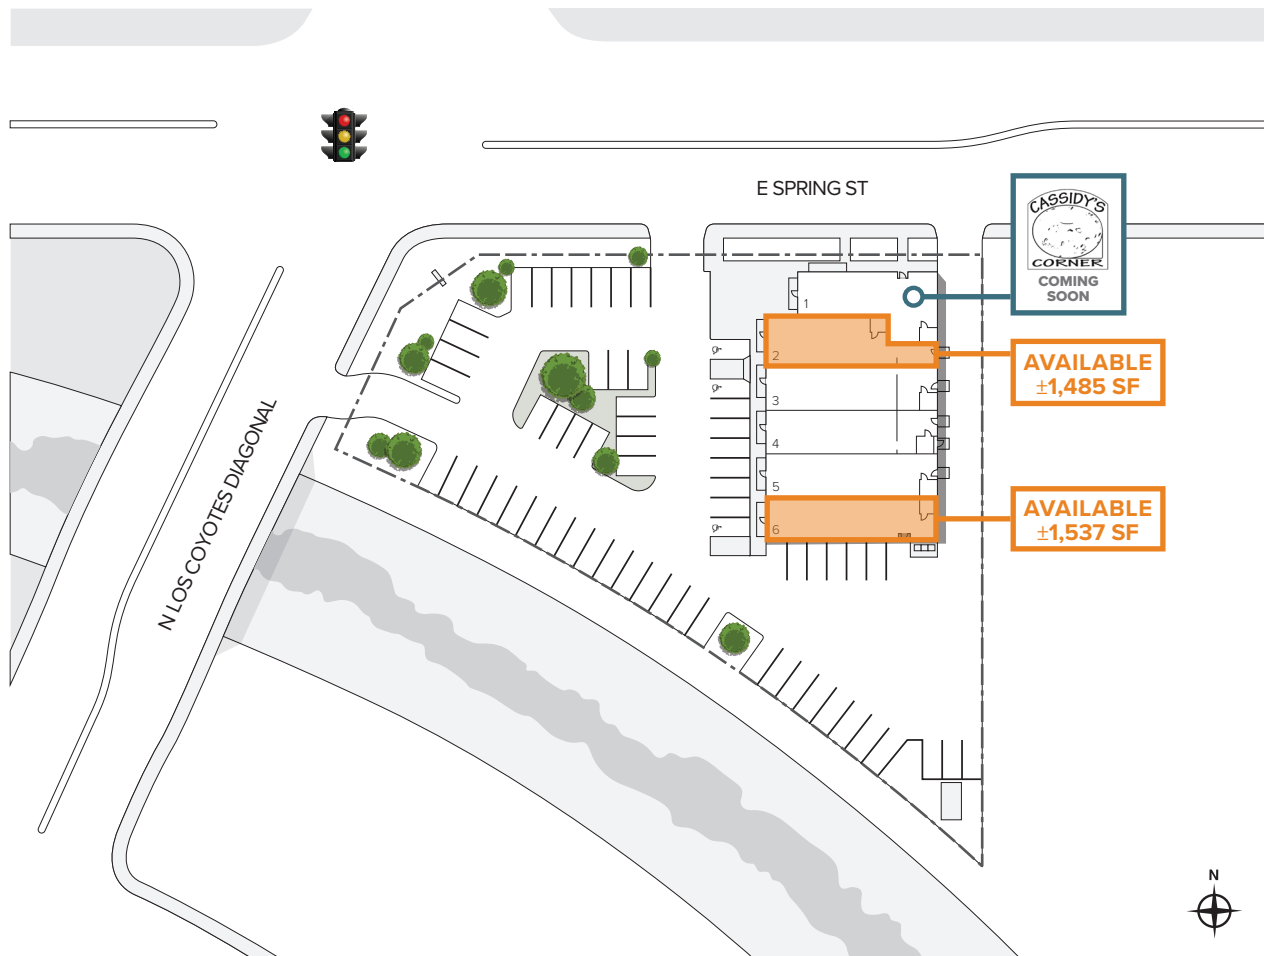 E SPRING ST
CASSIDY'S
CORNER
COMING
SOON
1
2
AVAILABLE
±1,485 SF
3
4
5
6
AVAILABLE
±1,537 SF
N LOS COYOTES DIAGONAL
N